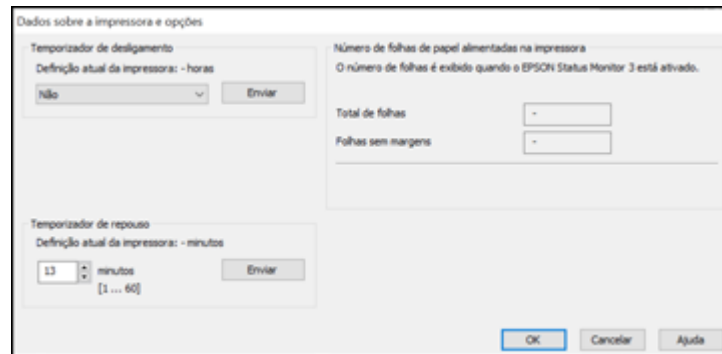 Dados sobre a impressora e opções
Temporizador de desligamento
Definição atual da impressora: - horas
Não
Enviar
Número de folhas de papel alimentadas na impressora
O número de folhas é exibido quando o EPSON Status Monitor 3 está ativado.
Total de folhas
-
Folhas sem margens
-
Temporizador de repouso
Definição atual da impressora: - minutos
13 minutos
Enviar
[1 ... 60]
OK
Cancelar
Ajuda